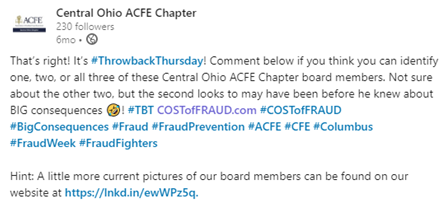 ACFE
Central Ohio ACFE Chapter
230 followers
6mo •
That's right! It's #ThrowbackThursday! Comment below if you think you can identify
one, two, or all three of these Central Ohio ACFE Chapter board members. Not sure
about the other two, but the second looks to may have been before he knew about
BIG consequences 🤣! #TBT COSTofFRAUD.com #COSTofFRAUD
#BigConsequences #Fraud #FraudPrevention #ACFE #CFE #Columbus
#FraudWeek #FraudFighters
Hint: A little more current pictures of our board members can be found on our
website at https://lnkd.in/ewWPz5q.